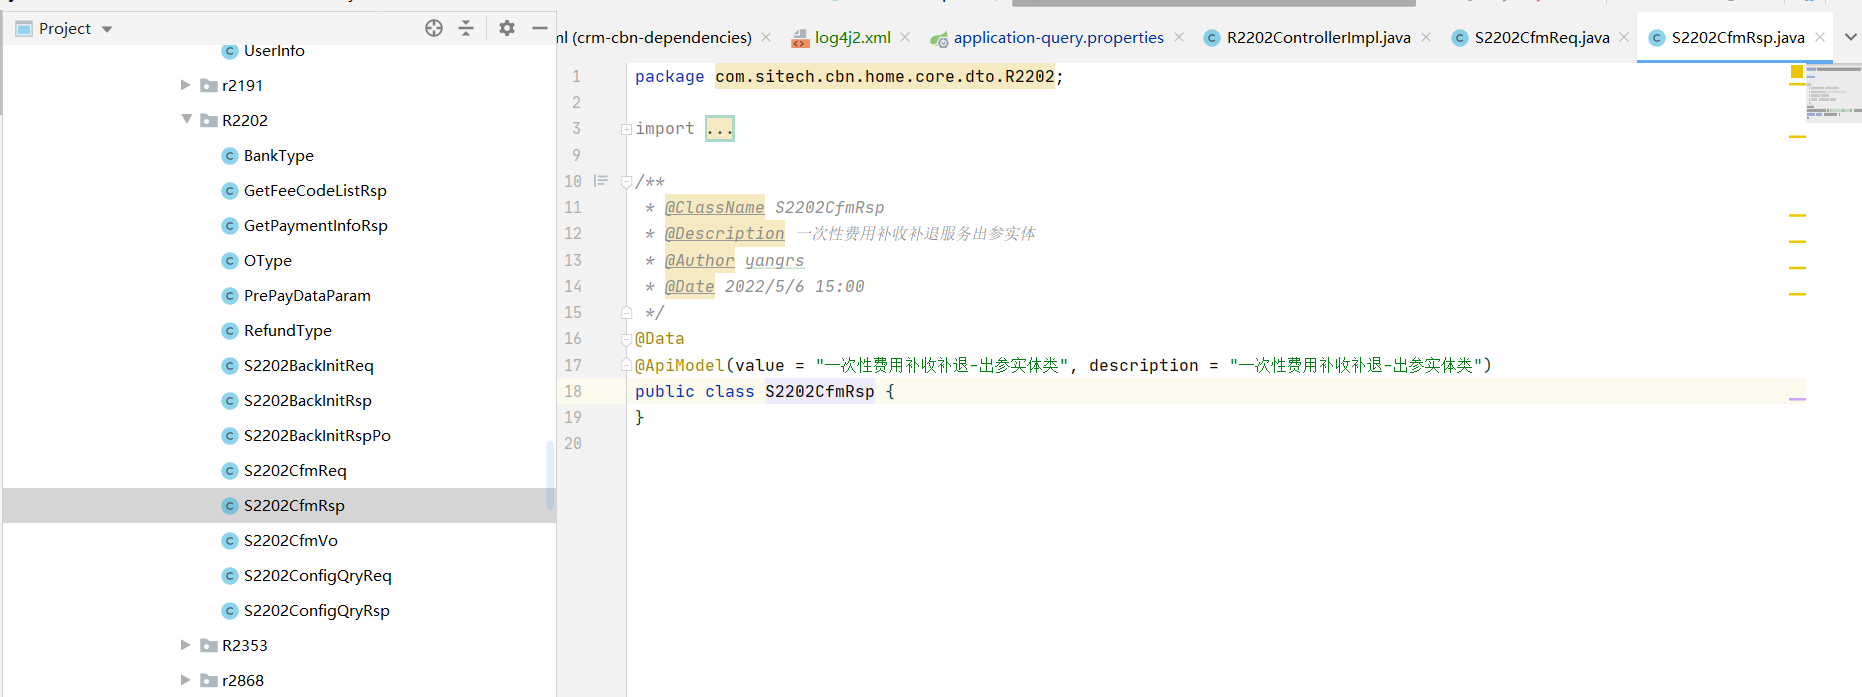 Project
UserInfo
r2191
R2202
BankType
GetFeeCodeListRsp
GetPaymentInfoRsp
OType
PrePayDataParam
RefundType
S2202BackInitReq
S2202BackInitRsp
S2202BackInitRspPo
S2202CfmReq
S2202CfmRsp
S2202CfmVo
S2202ConfigQryReq
S2202ConfigQryRsp
R2353
r2868
ml (crm-cbn-dependencies)
log4j2.xml
application-query.properties
R2202ControllerImpl.java
S2202CfmReq.java
S2202CfmRsp.java
1 package com.sitech.cbn.home.core.dto.R2202;
2
3 import ...
9
10 /**
11 * @ClassName S2202CfmRsp
12 * @Description 一次性费用补收补退服务出参实体
13 * @Author yangrs
14 * @Date 2022/5/6 15:00
15 */
16 @Data
17 @ApiModel(value = "一次性费用补收补退-出参实体类", description = "一次性费用补收补退-出参实体类")
18 public class S2202CfmRsp {
19 }
20